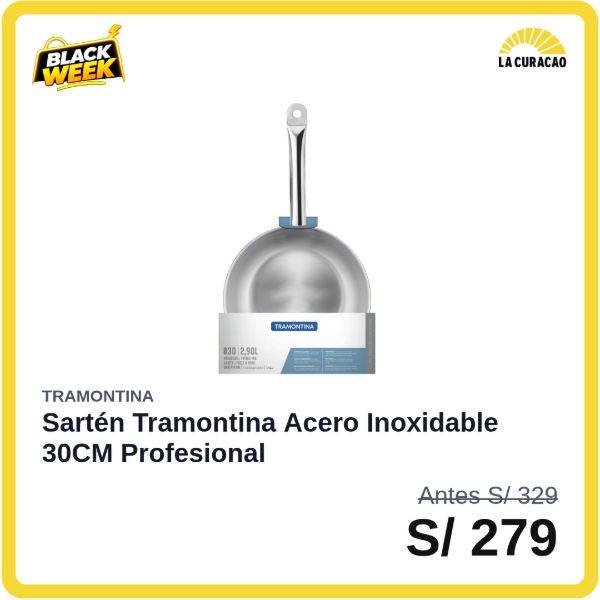 BLACK
WEEK
LA CURACAO
TRAMONTINA
Ø30 | 2,90L
TRAMONTINA
Sartén Tramontina Acero Inoxidable
30CM Profesional
Antes S/ 329
S/ 279